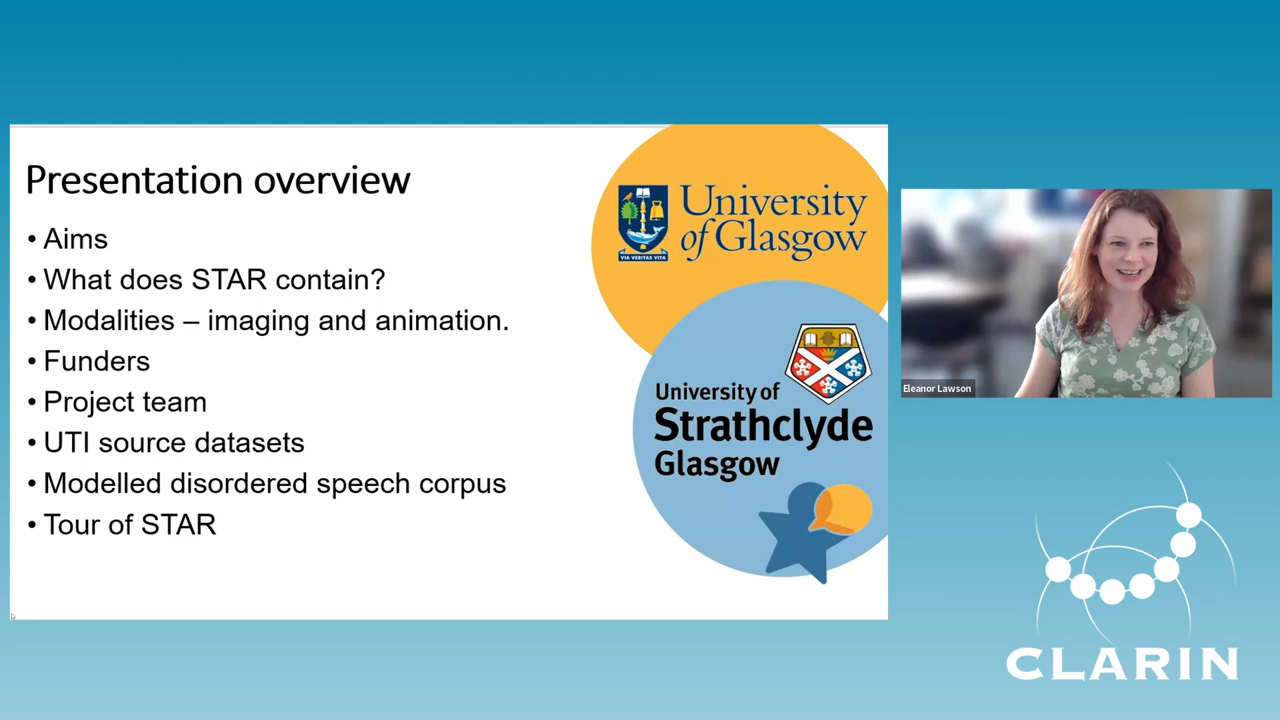 Presentation overview
• Aims
• What does STAR contain?
• Modalities – imaging and animation.
• Funders
• Project team
• UTI source datasets
• Modelled disordered speech corpus
• Tour of STAR
University
of Glasgow
VIA VERITAS VITA
University of
Strathclyde
Glasgow
Eleanor Lawson
CLARIN